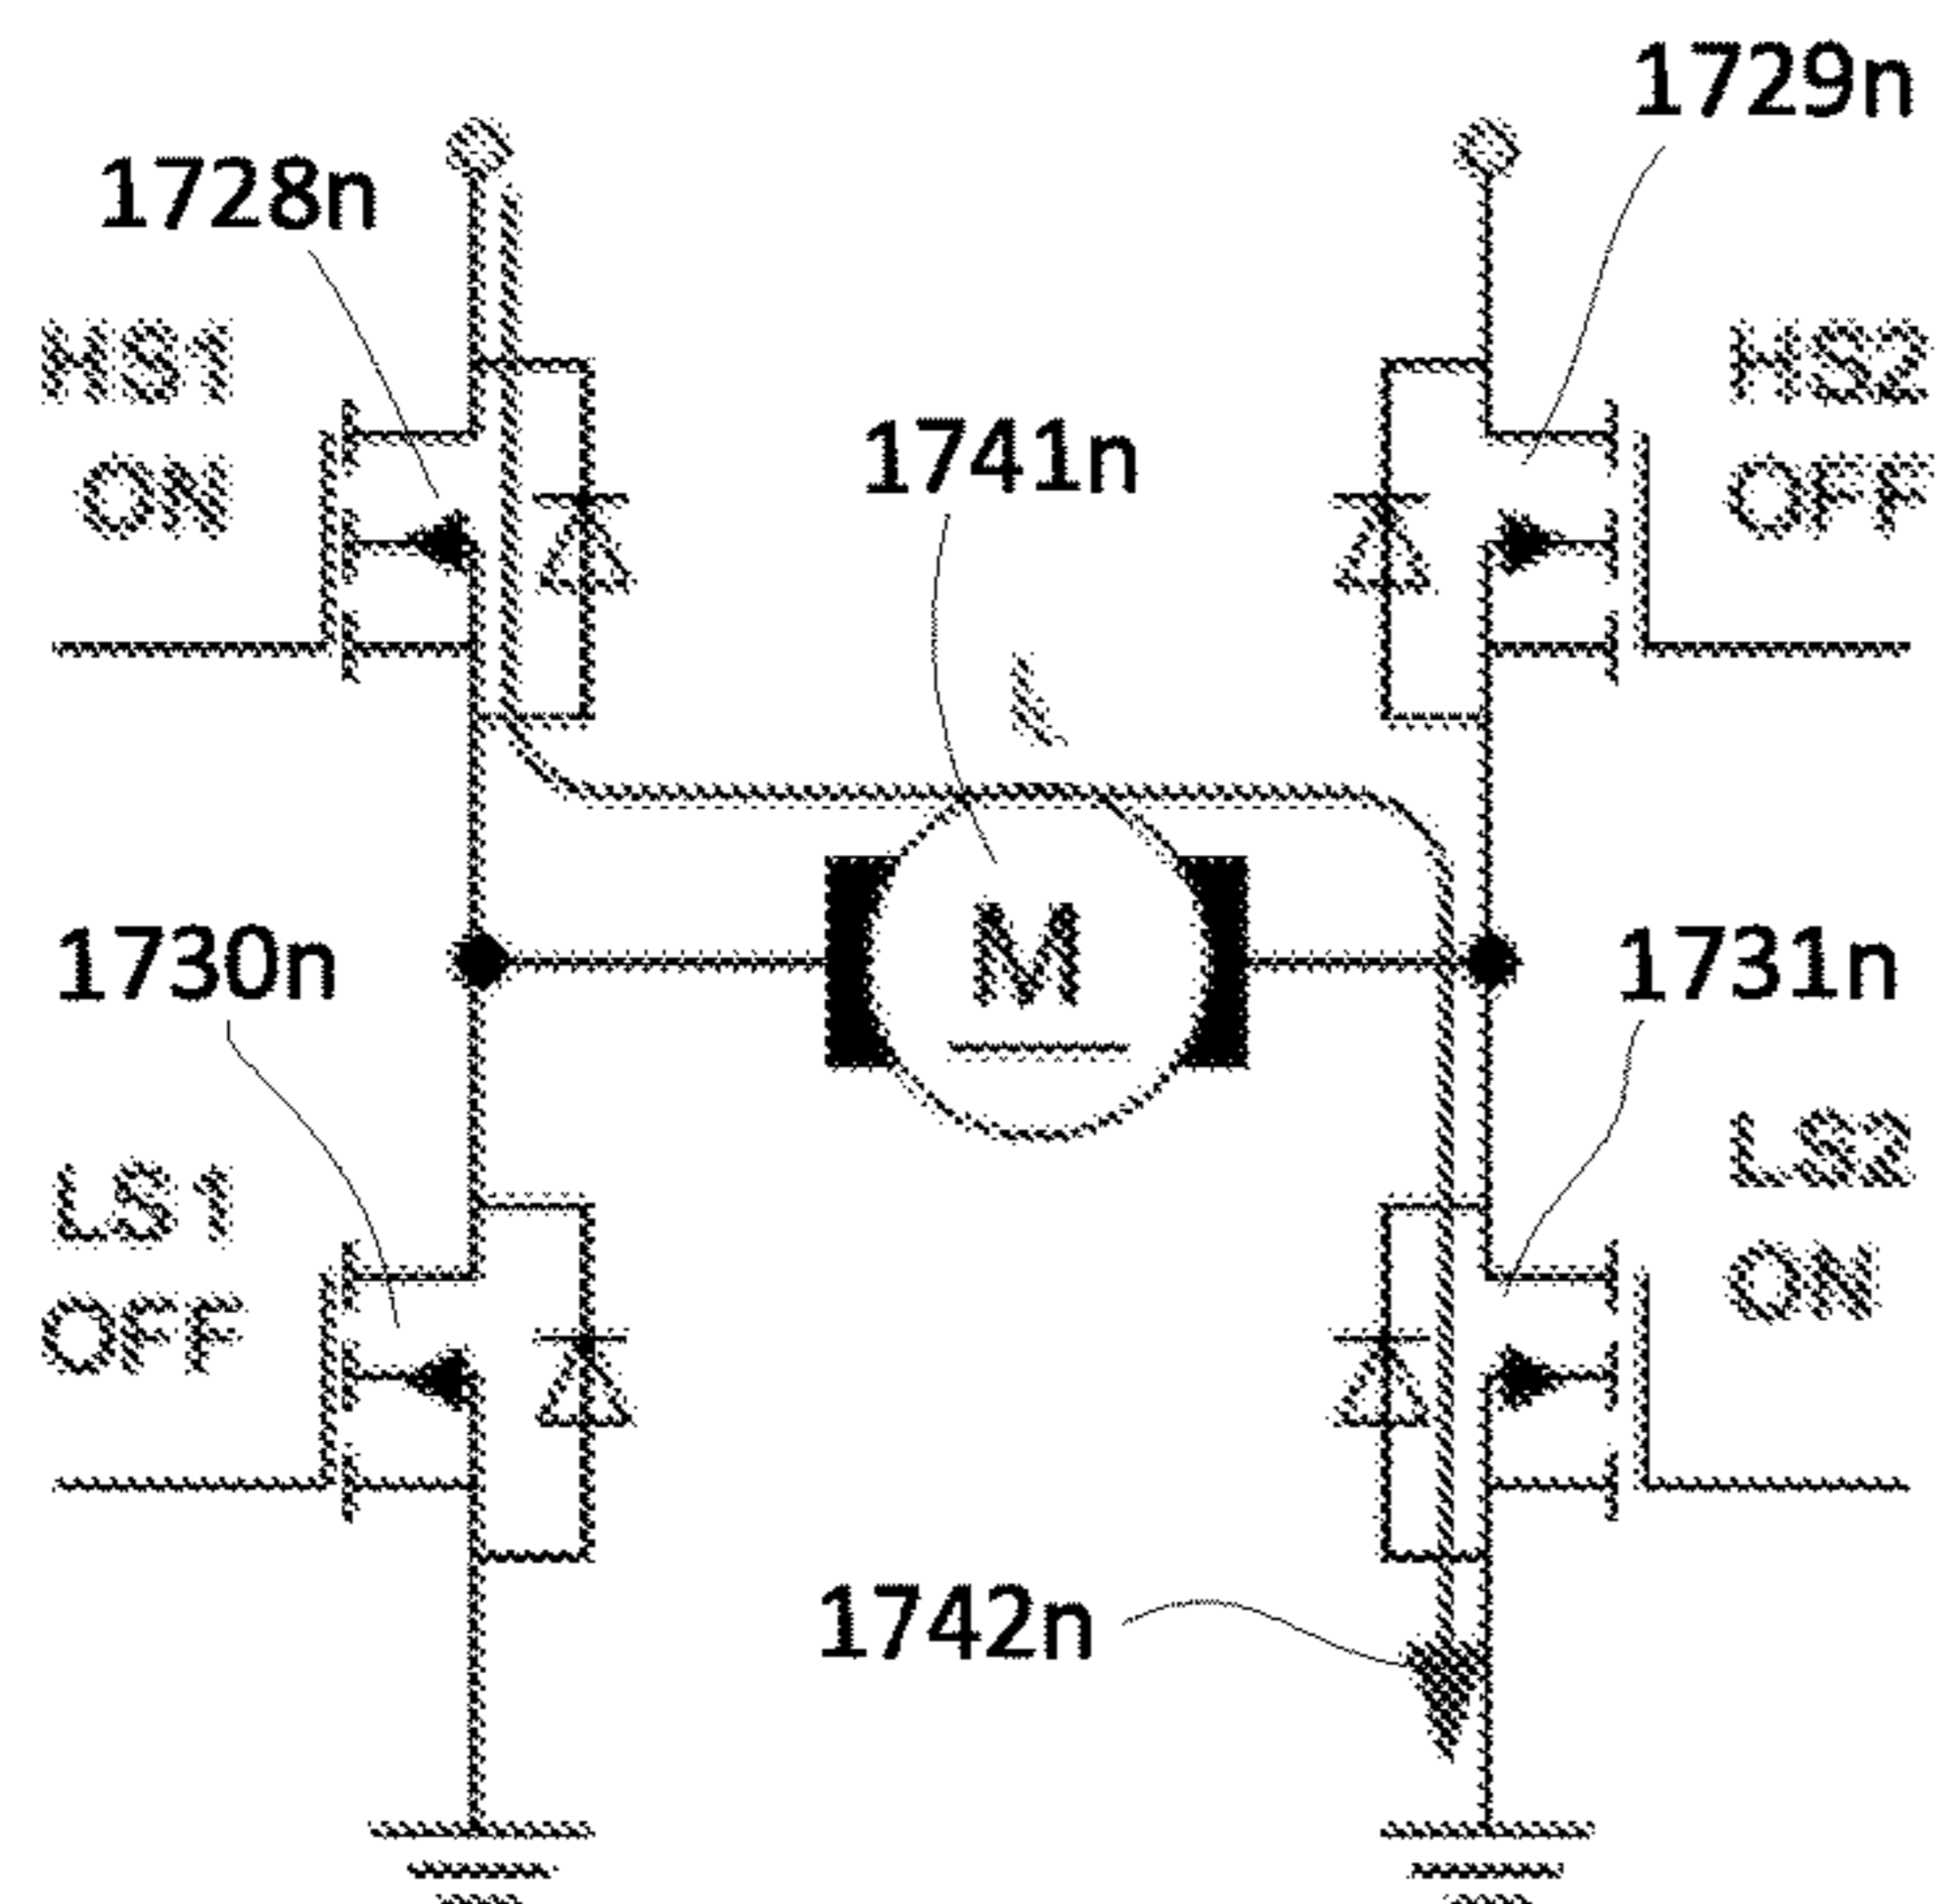 1729n
1728n
HS1
ON
HS2
OFF
1741n
L
M
1730n
1731n
LS1
OFF
LS2
ON
1742n